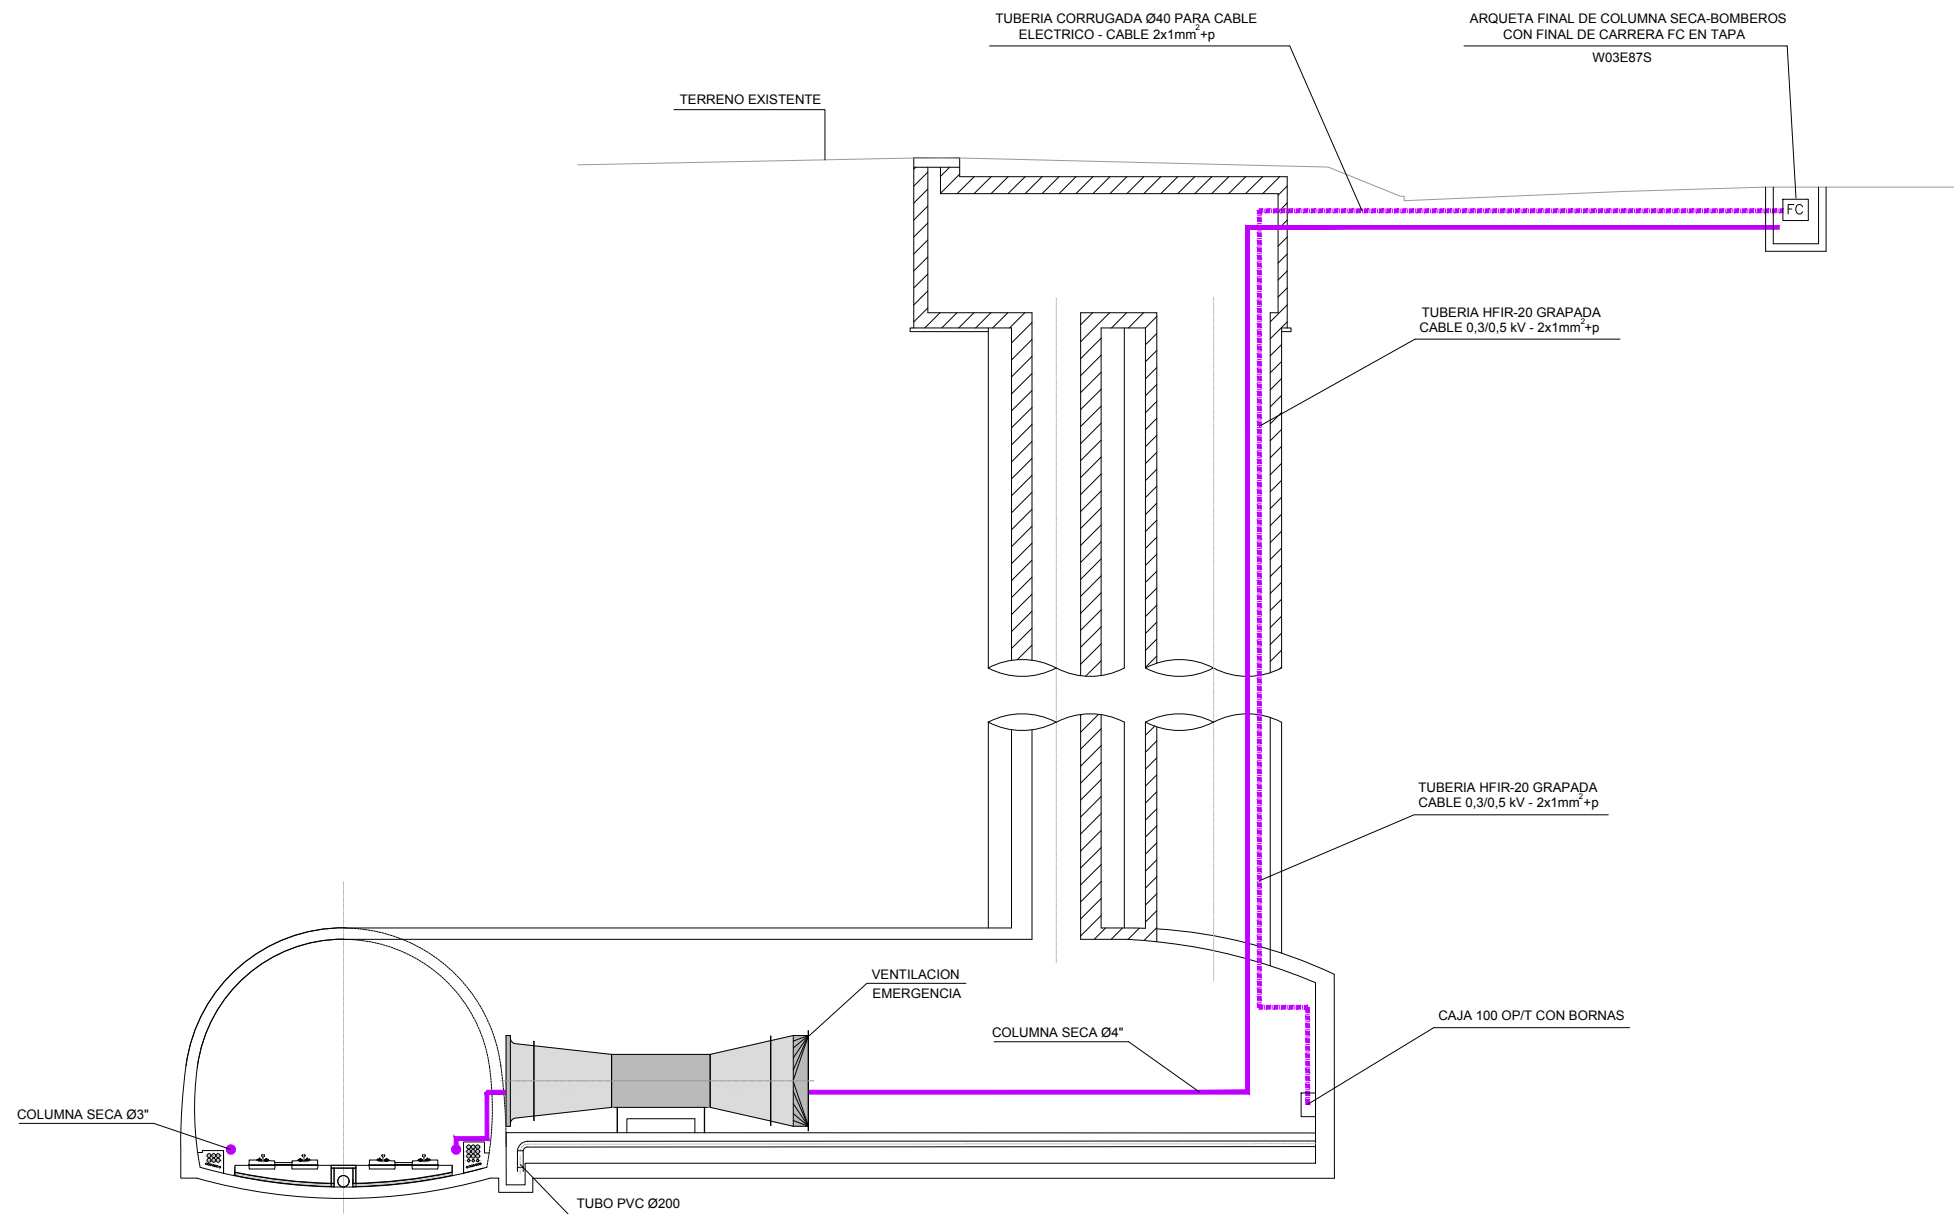 TUBERIA CORRUGADA Ø40 PARA CABLE
ELECTRICO - CABLE 2x1mm²+p
ARQUETA FINAL DE COLUMNA SECA-BOMBEROS
CON FINAL DE CARRERA FC EN TAPA
W03E87S
TERRENO EXISTENTE
FC
TUBERIA HFIR-20 GRAPADA
CABLE 0,3/0,5 kV - 2x1mm²+p
TUBERIA HFIR-20 GRAPADA
CABLE 0,3/0,5 kV - 2x1mm²+p
VENTILACION
EMERGENCIA
CAJA 100 OP/T CON BORNAS
COLUMNA SECA Ø4"
COLUMNA SECA Ø3"
TUBO PVC Ø200